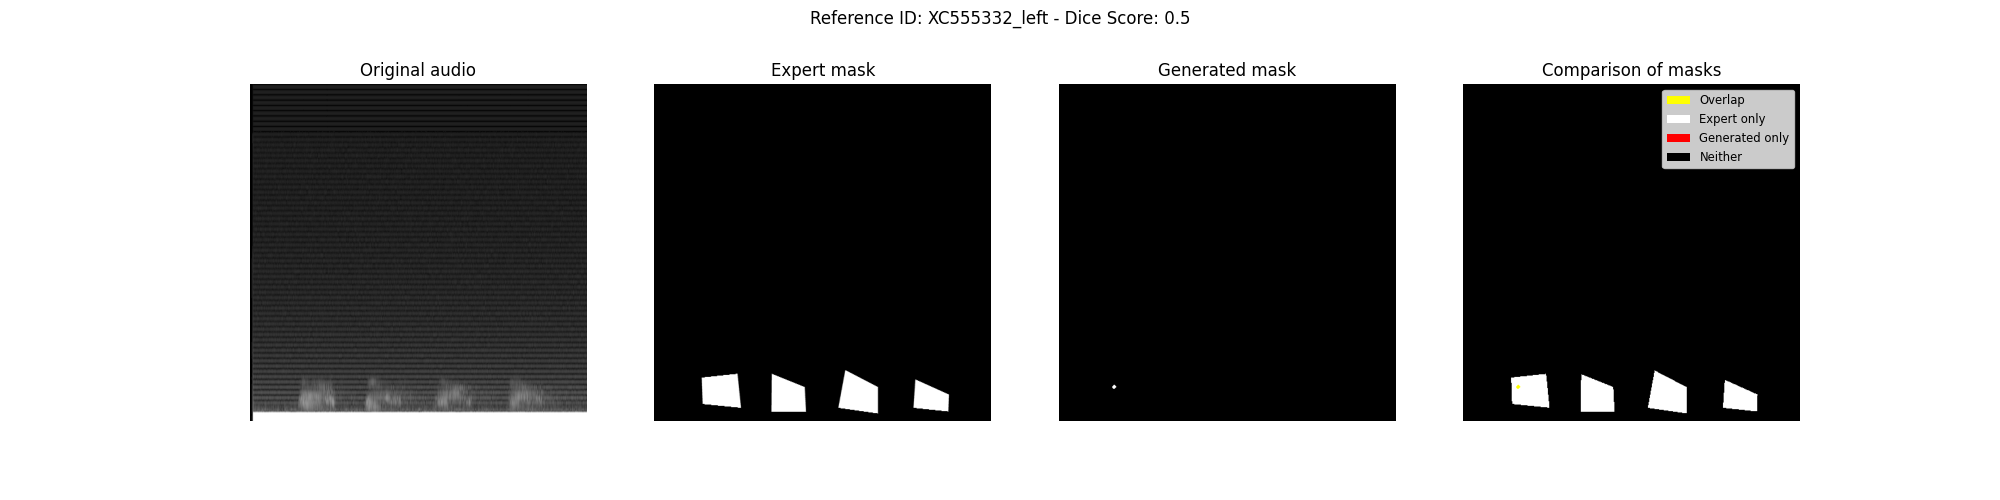 Reference ID: XC555332_left - Dice Score: 0.5
Original audio
Expert mask
Generated mask
Comparison of masks
Overlap
Expert only
Generated only
Neither